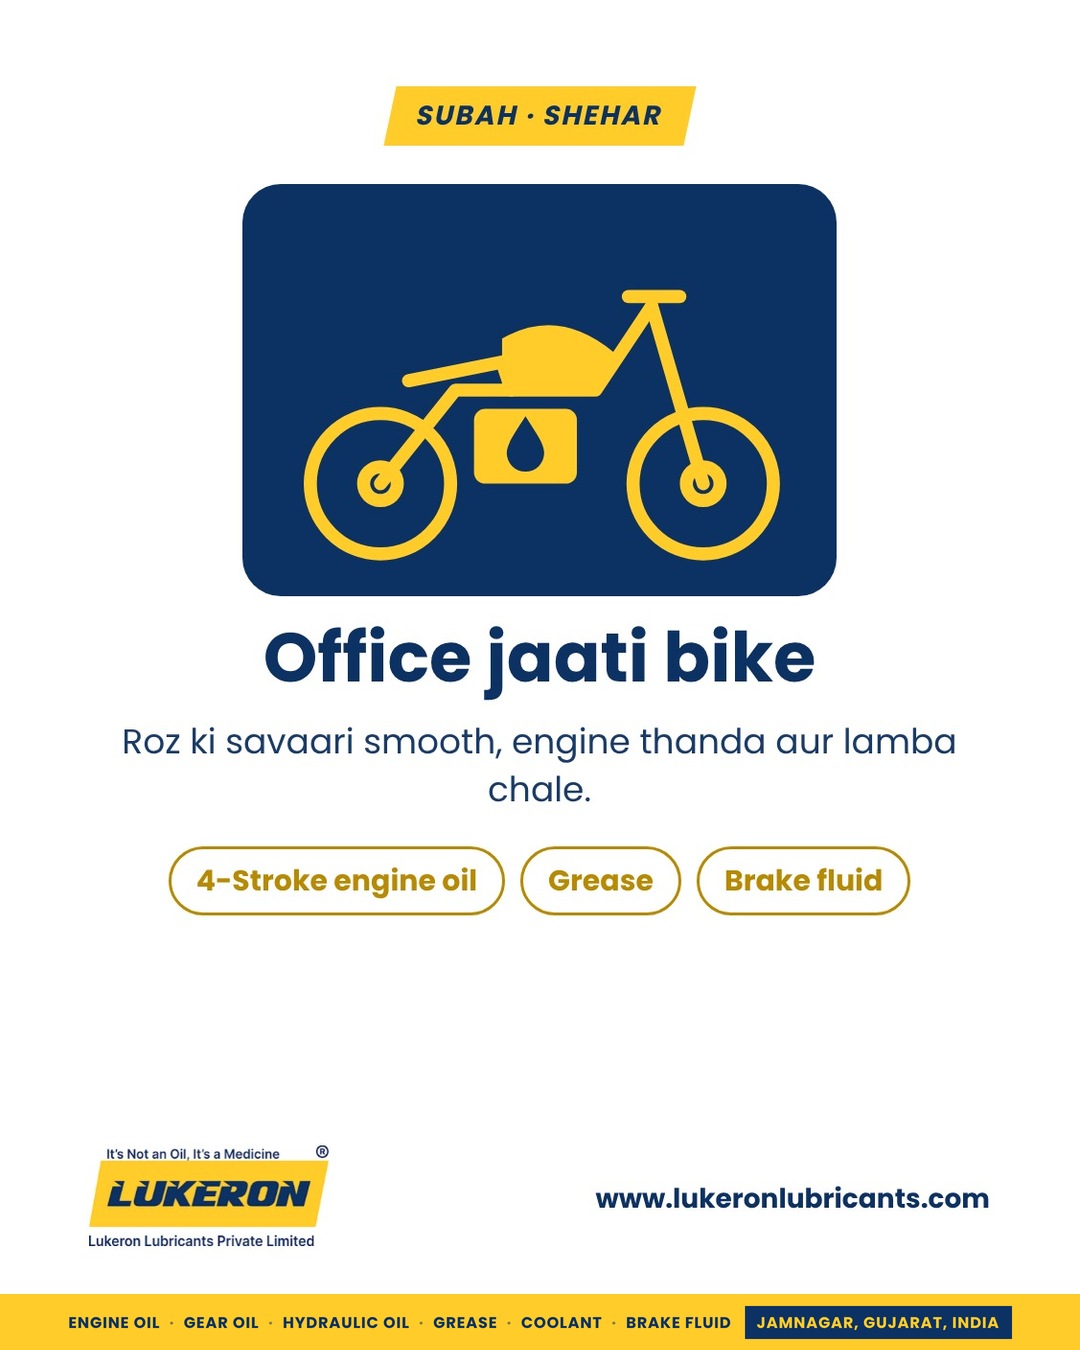 SUBAH · SHEHAR
Office jaati bike
Roz ki savaari smooth, engine thanda aur lamba
chale.
4-Stroke engine oil
Grease
Brake fluid
It's Not an Oil, It's a Medicine ®
LUKERON
Lukeron Lubricants Private Limited
www.lukeronlubricants.com
ENGINE OIL · GEAR OIL · HYDRAULIC OIL · GREASE · COOLANT · BRAKE FLUID JAMNAGAR, GUJARAT, INDIA